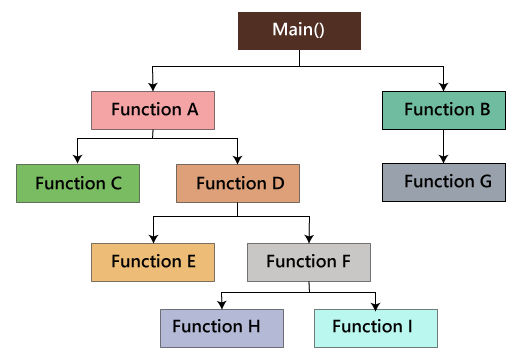 Main()
Function A
Function B
Function C
Function D
Function G
Function E
Function F
Function H
Function I